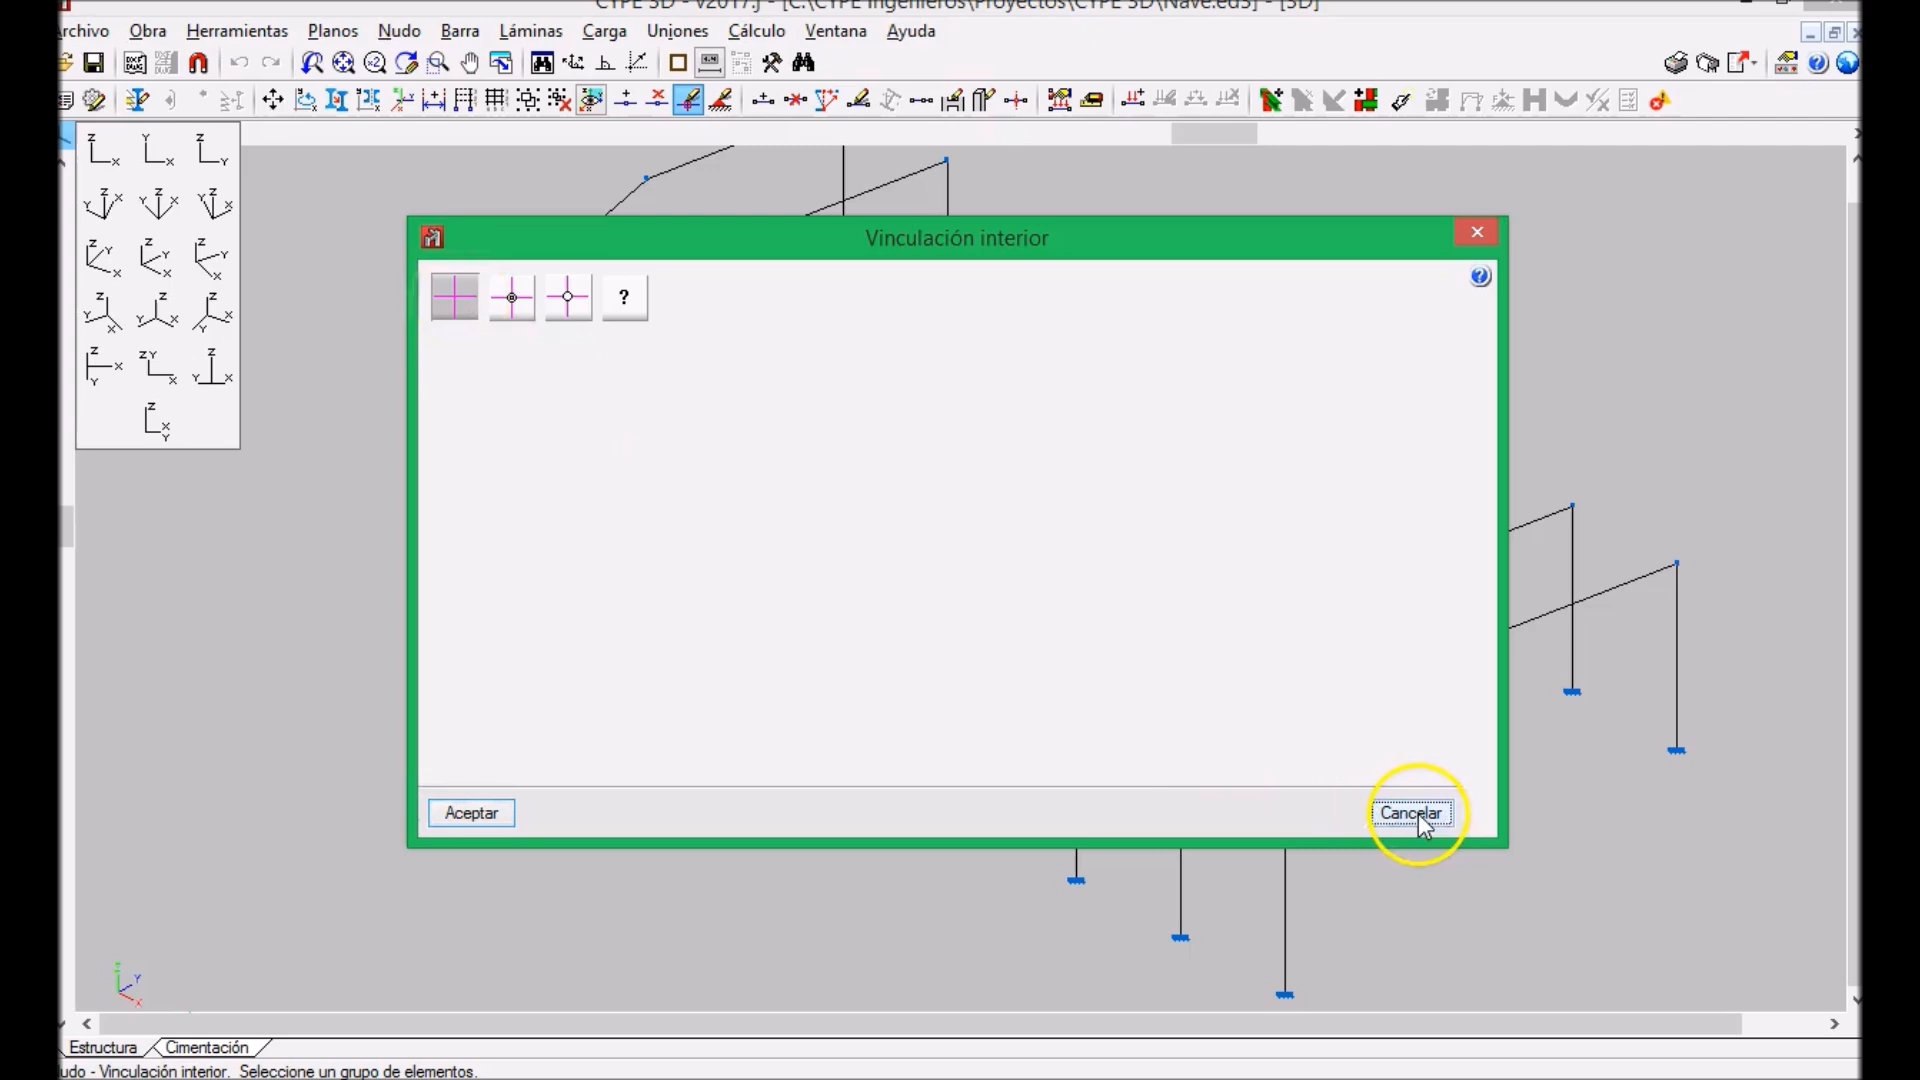 CYPE 3D - v2017.j - [C:\CYPE Ingenieros\Proyectos\CYPE 3D\Nave.ed3] - [3D]
rchivo Obra Herramientas Planos Nudo Barra Láminas Carga Uniones Cálculo Ventana Ayuda
Z X Y X Z Y
Z Y X Z Y X Z Y X
Z Y X Z Y X Z Y X
Z Y X Z Y X Z Y X
Z X Y Z Y X Z Y X
Z X Y
Vinculación interior
?
Aceptar Cancelar
Z Y X
Estructura Cimentación
udo - Vinculación interior. Seleccione un grupo de elementos.